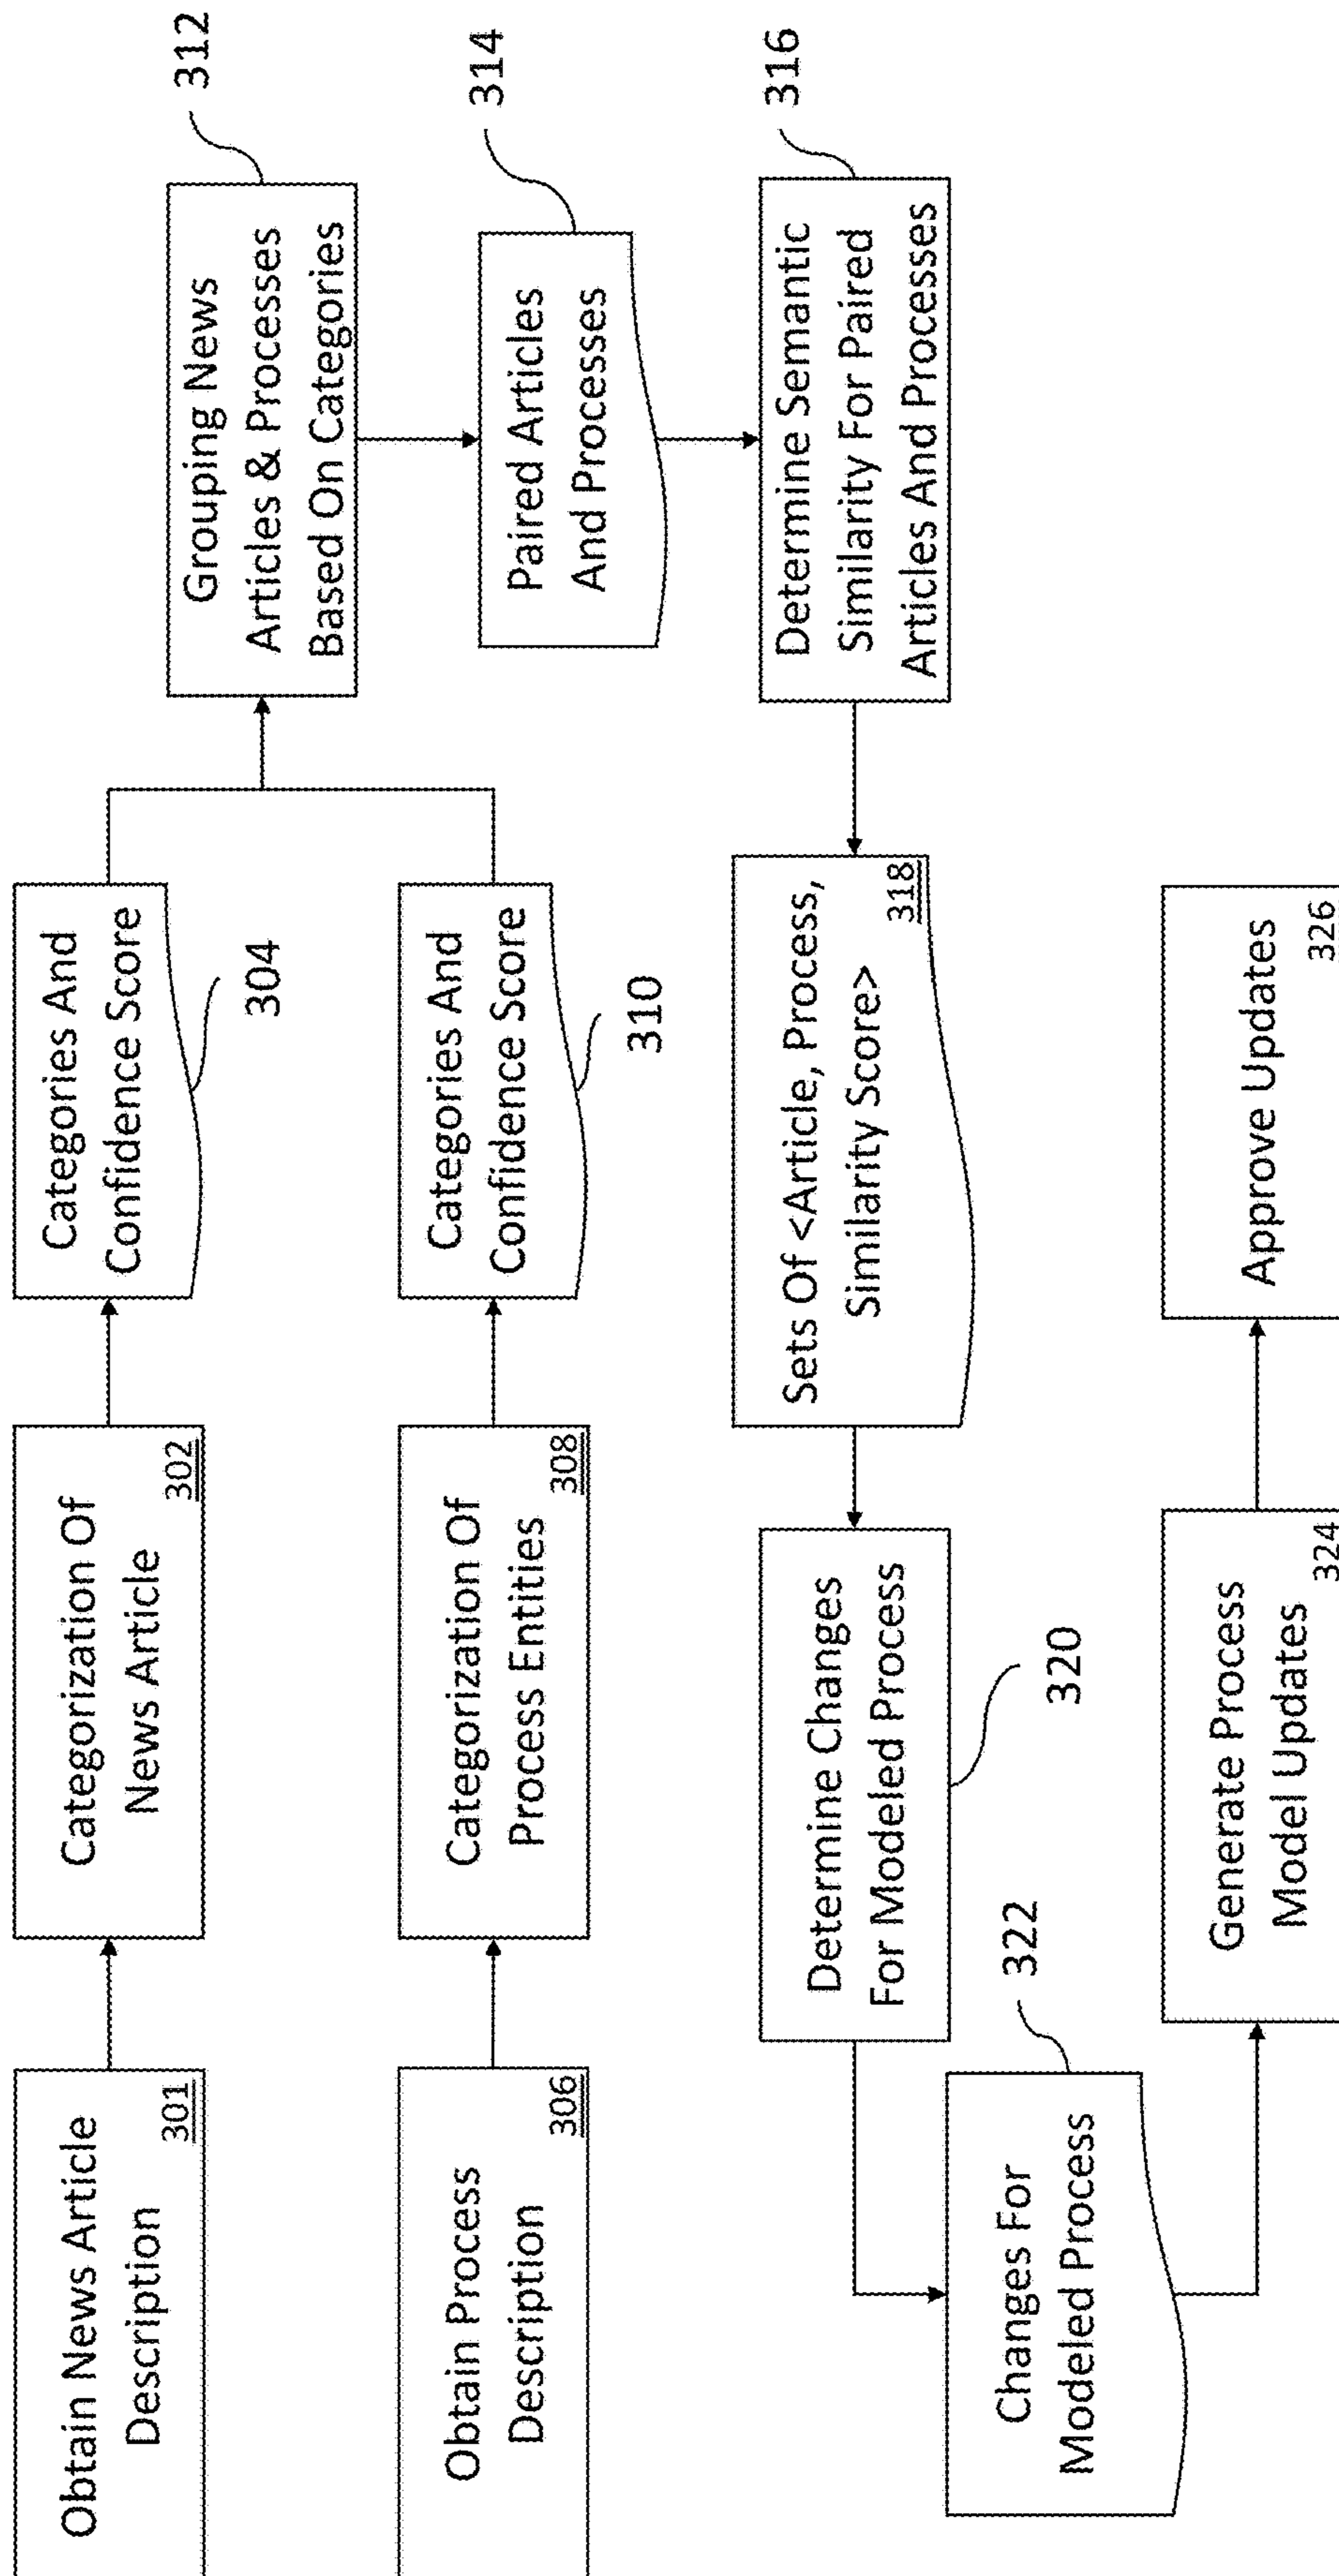 Obtain News Article
Description
301
Categorization Of
News Article
302
Categories And
Confidence Score
304
Obtain Process
Description
306
Categorization Of
Process Entities
308
Categories And
Confidence Score
310
Grouping News
Articles & Processes
Based On Categories
312
Paired Articles
And Processes
314
Determine Semantic
Similarity For Paired
Articles And Processes
316
Sets Of <Article, Process,
Similarity Score>
318
Determine Changes
For Modeled Process
320
Changes For
Modeled Process
322
Generate Process
Model Updates
324
Approve Updates
326